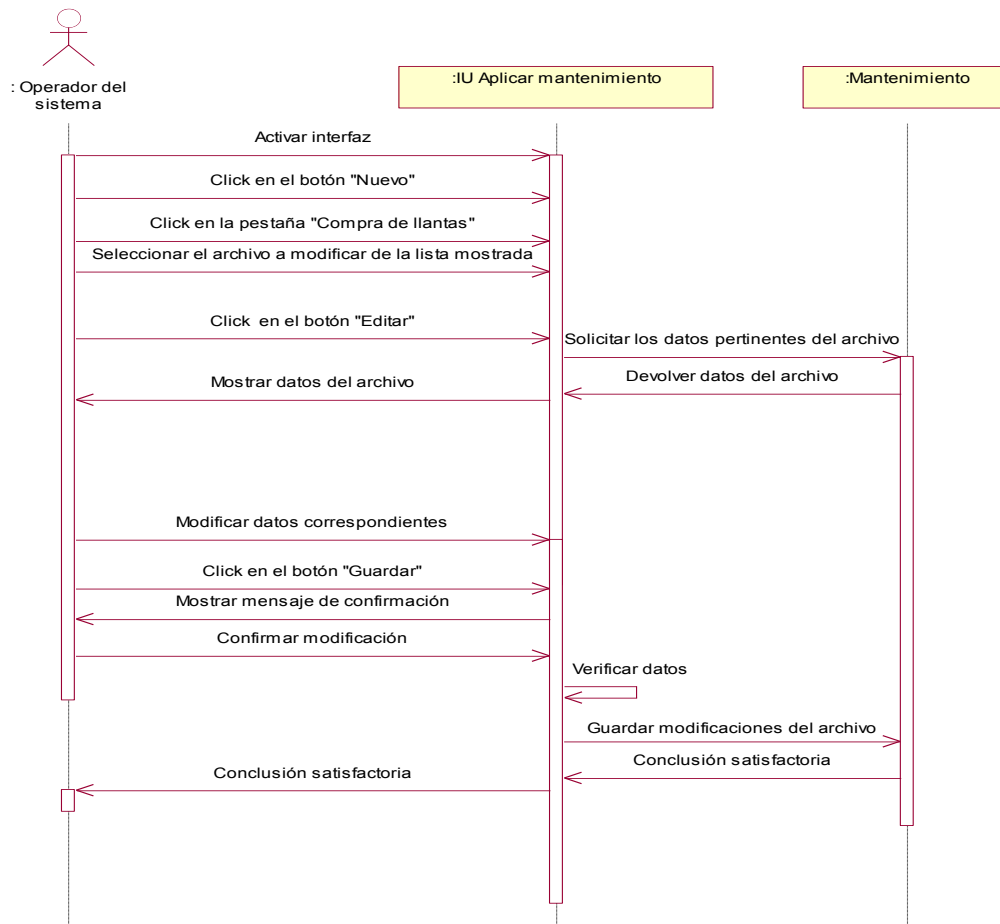 : Operador del
sistema
:IU Aplicar mantenimiento
:Mantenimiento
Activar interfaz
Click en el botón "Nuevo"
Click en la pestaña "Compra de llantas"
Seleccionar el archivo a modificar de la lista mostrada
Click en el botón "Editar"
Solicitar los datos pertinentes del archivo
Devolver datos del archivo
Mostrar datos del archivo
Modificar datos correspondientes
Click en el botón "Guardar"
Mostrar mensaje de confirmación
Confirmar modificación
Verificar datos
Guardar modificaciones del archivo
Conclusión satisfactoria
Conclusión satisfactoria